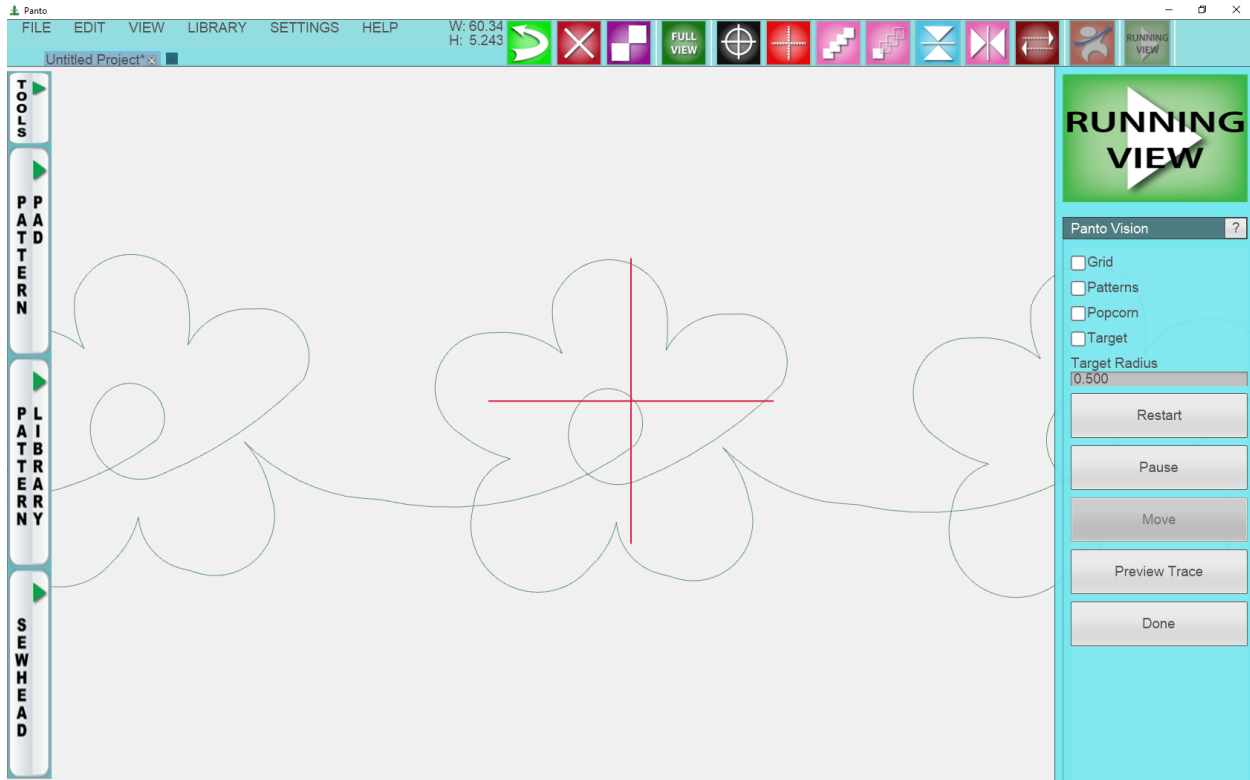 Panto
FILE EDIT VIEW LIBRARY SETTINGS HELP
W: 60.34
H: 5.243
FULL VIEW
RUNNING VIEW
Untitled Project*
TOOLS
PATTERN PAD
PATTERN LIBRARY
SEWHEAD
RUNNING
VIEW
Panto Vision ?
Grid
Patterns
Popcorn
Target
Target Radius
0.500
Restart
Pause
Move
Preview Trace
Done